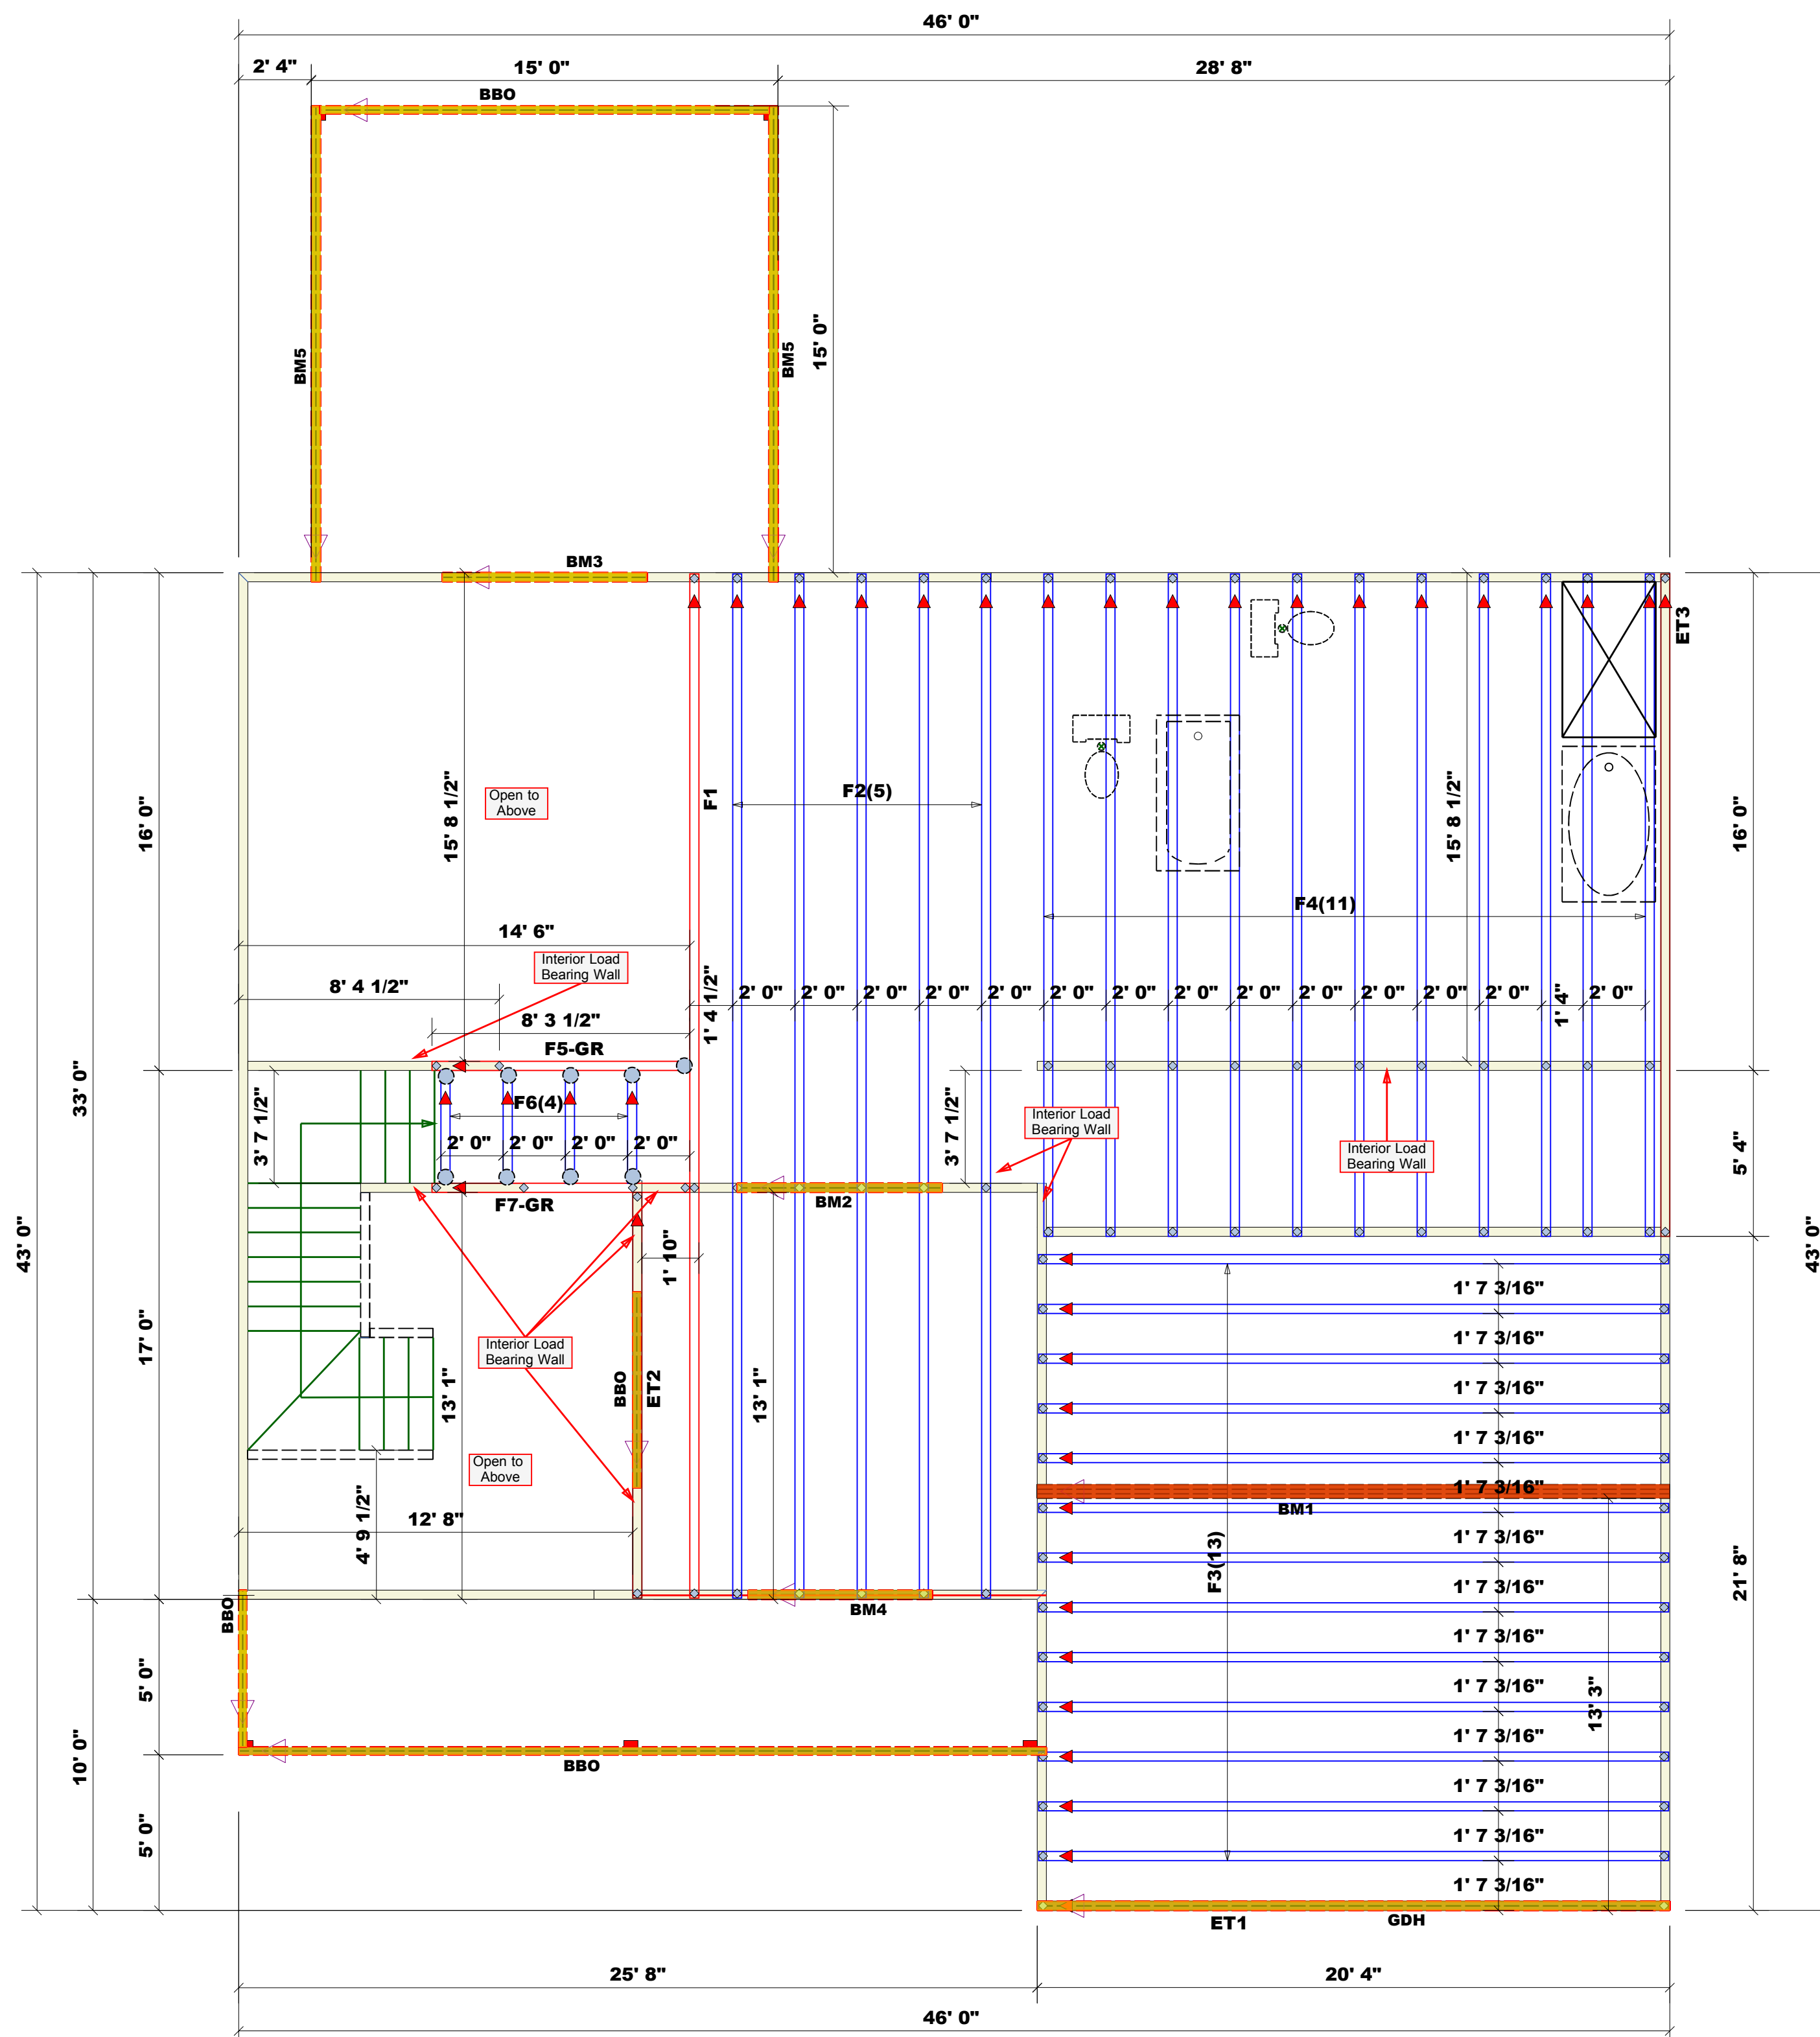 46' 0"
2' 4"
15' 0"
28' 8"
BBO
BM5
BM5
15' 0"
BM3
ET3
Open to
Above
15' 8 1/2"
F1
F2(5)
15' 8 1/2"
16' 0"
16' 0"
F4(11)
14' 6"
Interior Load
Bearing Wall
8' 4 1/2"
1' 4 1/2"
2' 0"
2' 0"
2' 0"
2' 0"
2' 0"
2' 0"
2' 0"
2' 0"
2' 0"
2' 0"
2' 0"
2' 0"
2' 0"
1' 4"
2' 0"
8' 3 1/2"
F5-GR
33' 0"
3' 7 1/2"
F6(4)
2' 0"
2' 0"
2' 0"
2' 0"
3' 7 1/2"
Interior Load
Bearing Wall
Interior Load
Bearing Wall
5' 4"
F7-GR
BM2
43' 0"
43' 0"
1' 10"
1' 7 3/16"
17' 0"
Interior Load
Bearing Wall
1' 7 3/16"
13' 1"
BBO
ET2
13' 1"
1' 7 3/16"
1' 7 3/16"
Open to
Above
1' 7 3/16"
BM1
4' 9 1/2"
12' 8"
1' 7 3/16"
F3(13)
21' 8"
1' 7 3/16"
BBO
BM4
1' 7 3/16"
5' 0"
1' 7 3/16"
13' 3"
10' 0"
1' 7 3/16"
BBO
1' 7 3/16"
5' 0"
1' 7 3/16"
1' 7 3/16"
ET1
GDH
25' 8"
20' 4"
46' 0"